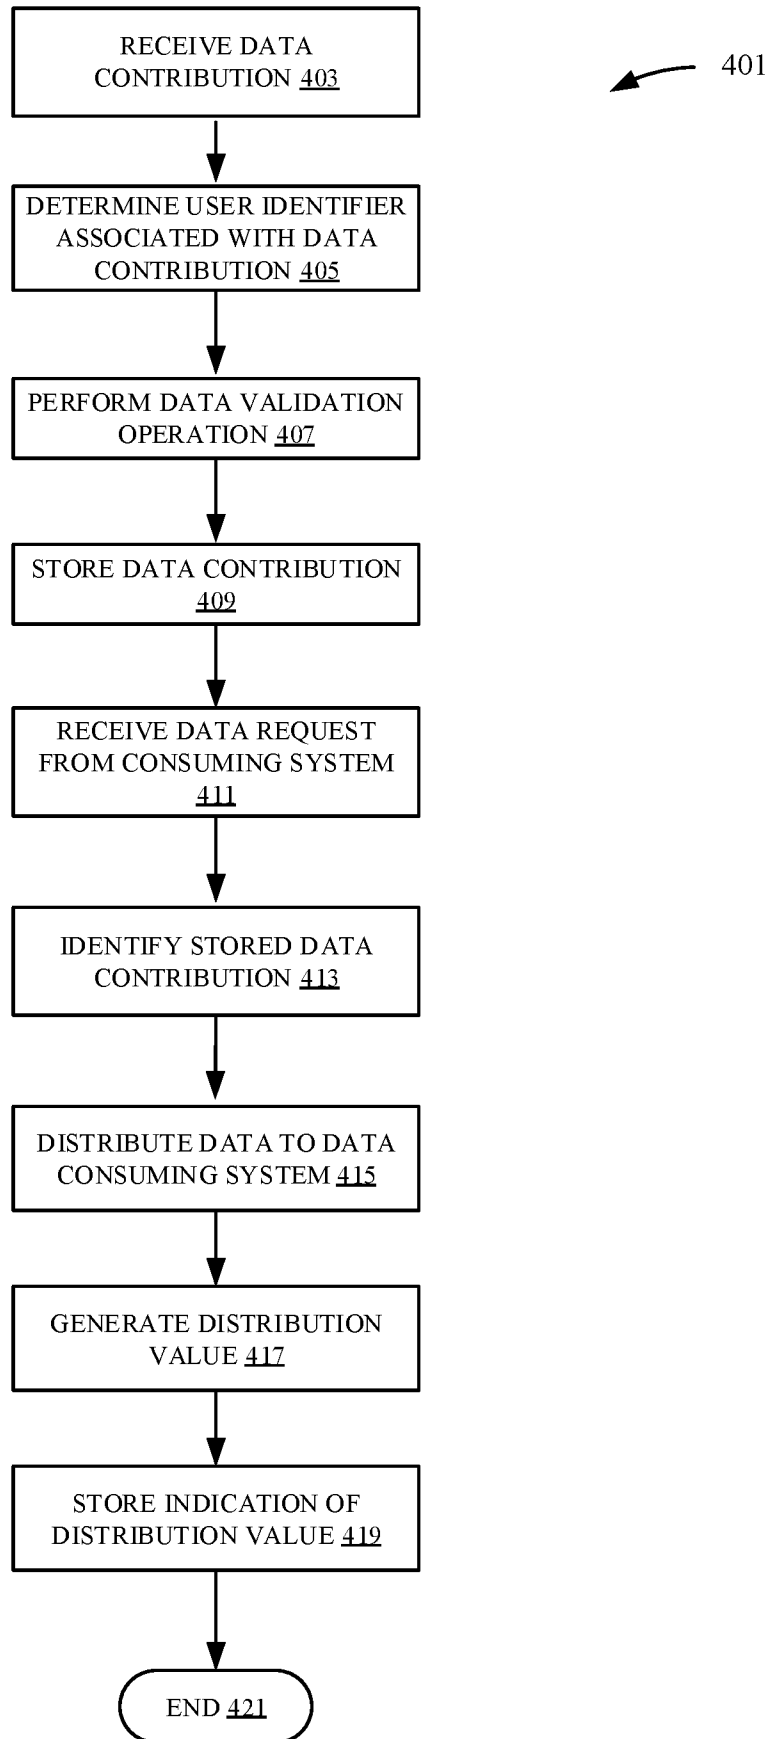 RECEIVE DATA
CONTRIBUTION 403
401
DETERMINE USER IDENTIFIER
ASSOCIATED WITH DATA
CONTRIBUTION 405
PERFORM DATA VALIDATION
OPERATION 407
STORE DATA CONTRIBUTION
409
RECEIVE DATA REQUEST
FROM CONSUMING SYSTEM
411
IDENTIFY STORED DATA
CONTRIBUTION 413
DISTRIBUTE DATA TO DATA
CONSUMING SYSTEM 415
GENERATE DISTRIBUTION
VALUE 417
STORE INDICATION OF
DISTRIBUTION VALUE 419
END 421